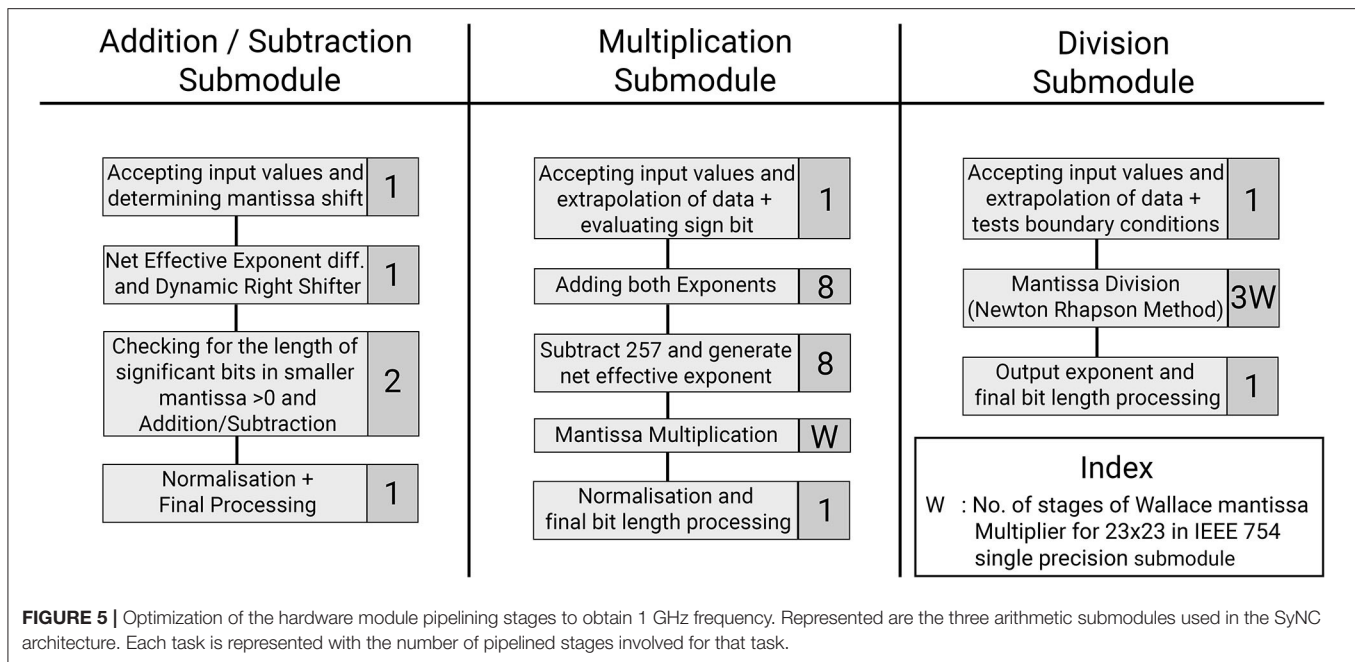 Addition / Subtraction
Submodule
Accepting input values and
determining mantissa shift
1
Net Effective Exponent diff.
and Dynamic Right Shifter
1
Checking for the length of
significant bits in smaller
mantissa >0 and
Addition/Subtraction
2
Normalisation +
Final Processing
1
Multiplication
Submodule
Accepting input values and
extrapolation of data +
evaluating sign bit
1
Adding both Exponents
8
Subtract 257 and generate
net effective exponent
8
Mantissa Multiplication
W
Normalisation and
final bit length processing
1
Division
Submodule
Accepting input values and
extrapolation of data +
tests boundary conditions
1
Mantissa Division
(Newton Rhapson Method)
3W
Output exponent and
final bit length processing
1
Index
W : No. of stages of Wallace mantissa
Multiplier for 23x23 in IEEE 754
single precision submodule
FIGURE 5 | Optimization of the hardware module pipelining stages to obtain 1 GHz frequency. Represented are the three arithmetic submodules used in the SyNC
architecture. Each task is represented with the number of pipelined stages involved for that task.